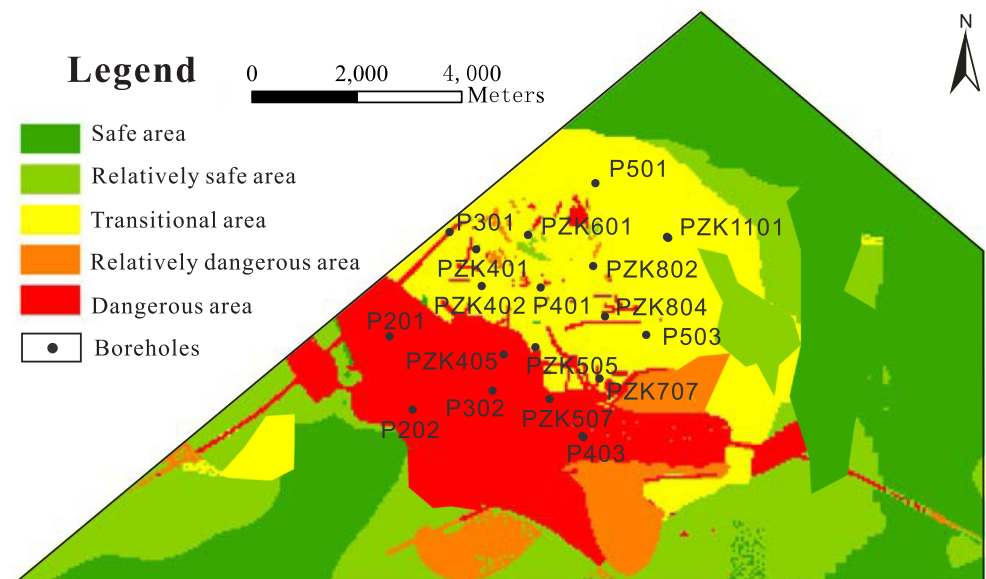 N
Legend
0 2,000 4,000
Meters
Safe area
Relatively safe area
Transitional area
Relatively dangerous area
Dangerous area
Boreholes
P501
P301
PZK601
PZK1101
PZK401
PZK802
PZK402
P401
PZK804
P201
P503
PZK405
PZK505
PZK707
P302
PZK507
P202
P403